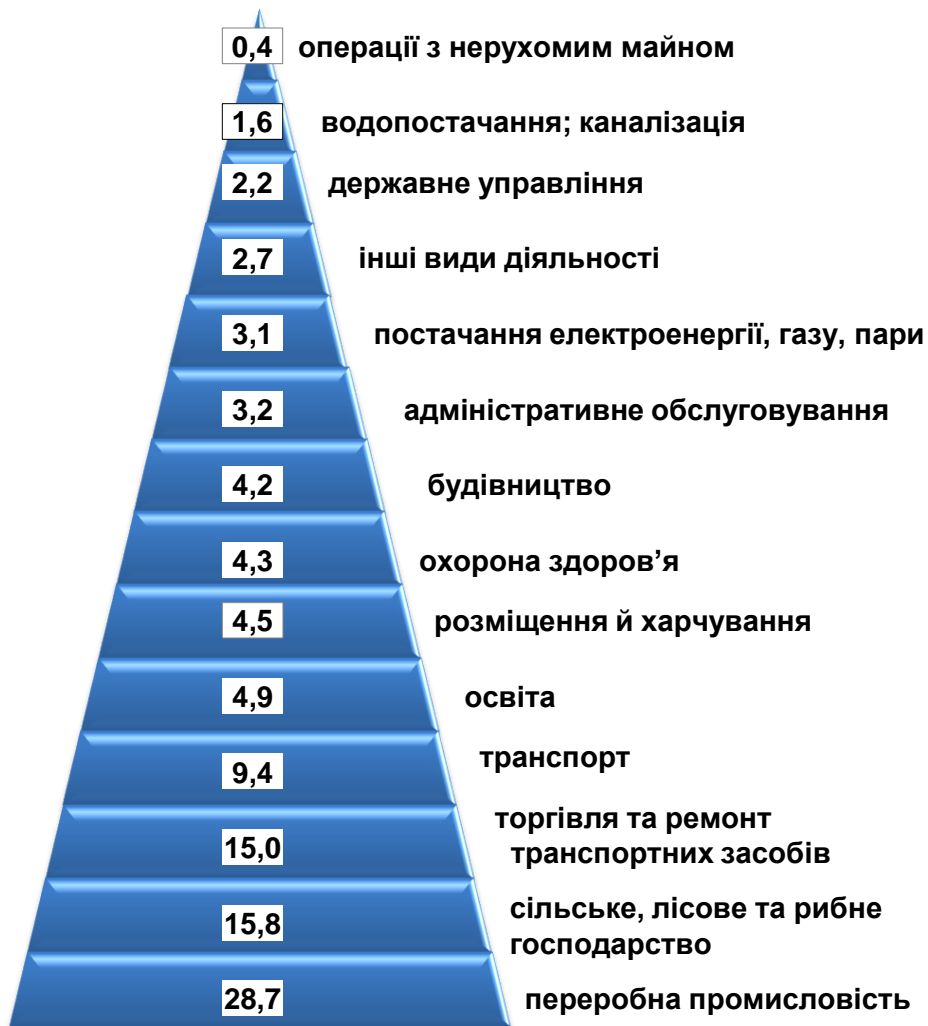 0,4 операції з нерухомим майном
1,6 водопостачання; каналізація
2,2 державне управління
2,7 інші види діяльності
3,1 постачання електроенергії, газу, пари
3,2 адміністративне обслуговування
4,2 будівництво
4,3 охорона здоров’я
4,5 розміщення й харчування
4,9 освіта
9,4 транспорт
15,0 торгівля та ремонт
транспортних засобів
15,8 сільське, лісове та рибне
господарство
28,7 переробна промисловість